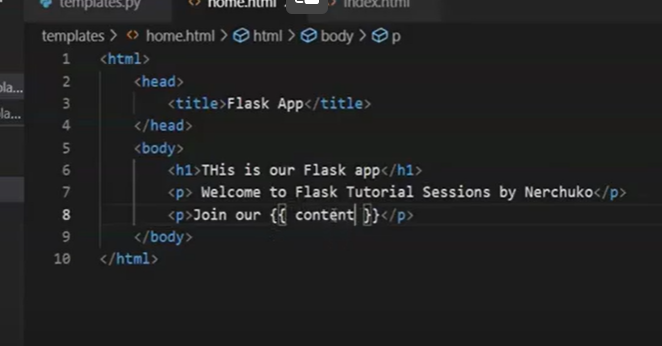 templates.py home.html index.html
templates > home.html > html > body > p
pla...
pla...
1 <html>
2 <head>
3 <title>Flask App</title>
4 </head>
5 <body>
6 <h1>THis is our Flask app</h1>
7 <p> Welcome to Flask Tutorial Sessions by Nerchuko</p>
8 <p>Join our {{ content }}</p>
9 </body>
10 </html>